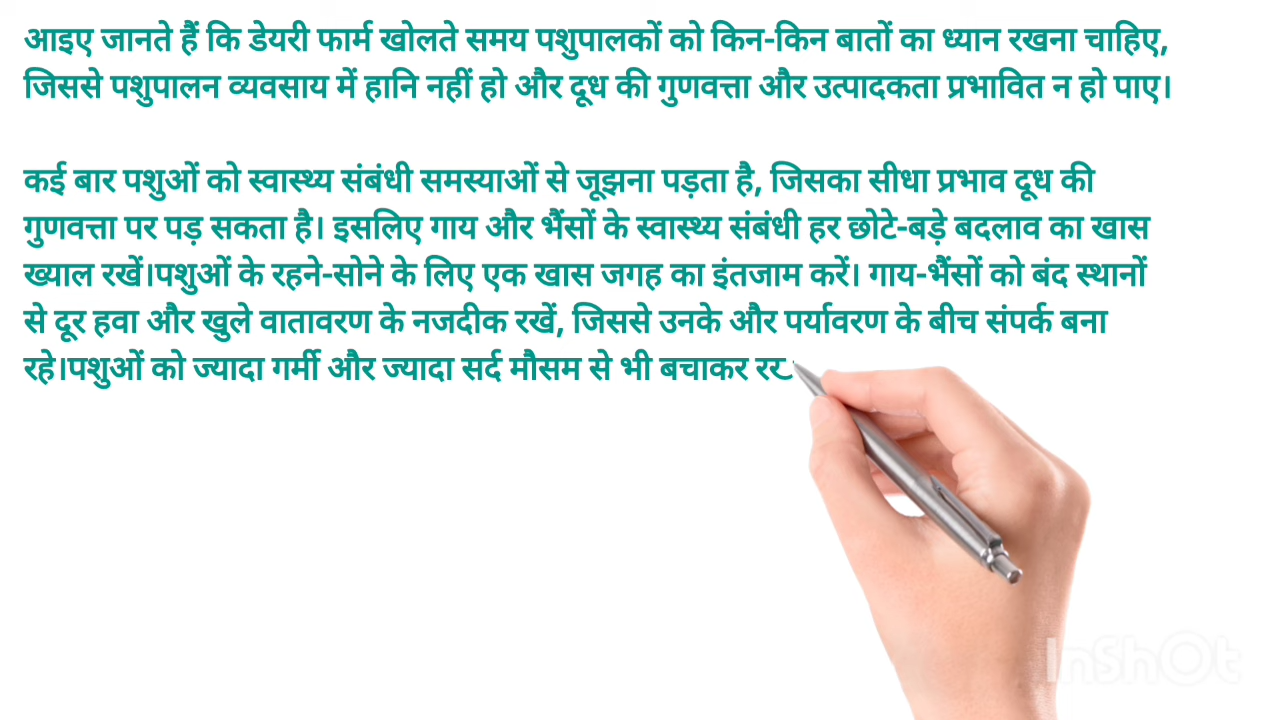 आइए जानते हैं कि डेयरी फार्म खोलते समय पशुपालकों को किन-किन बातों का ध्यान रखना चाहिए,
जिससे पशुपालन व्यवसाय में हानि नहीं हो और दूध की गुणवत्ता और उत्पादकता प्रभावित न हो पाए।
कई बार पशुओं को स्वास्थ्य संबंधी समस्याओं से जूझना पड़ता है, जिसका सीधा प्रभाव दूध की
गुणवत्ता पर पड़ सकता है। इसलिए गाय और भैंसों के स्वास्थ्य संबंधी हर छोटे-बड़े बदलाव का खास
ख्याल रखें।पशुओं के रहने-सोने के लिए एक खास जगह का इंतजाम करें। गाय-भैंसों को बंद स्थानों
से दूर हवा और खुले वातावरण के नजदीक रखें, जिससे उनके और पर्यावरण के बीच संपर्क बना
रहे।पशुओं को ज्यादा गर्मी और ज्यादा सर्द मौसम से भी बचाकर
InShOt